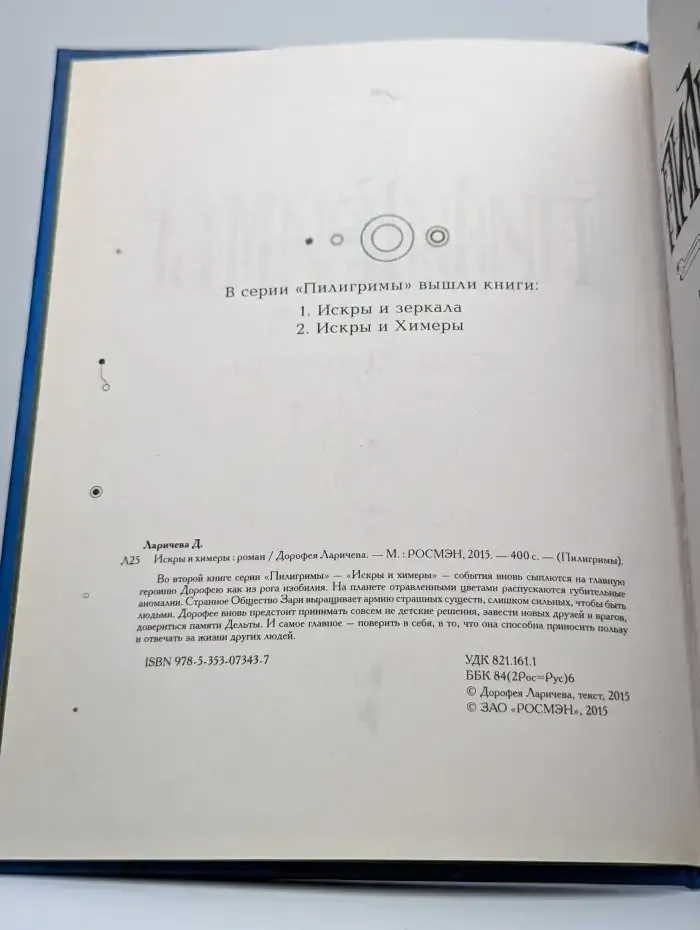 В серии «Пилигримы» вышли книги:
1. Искры и зеркала
2. Искры и Химеры
Ларичева Д.
Л25 Искры и химеры : роман / Дорофея Ларичева. — М. : РОСМЭН, 2015. — 400 с. — (Пилигримы).
Во второй книге серии «Пилигримы» — «Искры и химеры» — события вновь сыплются на главную
героиню Дорофею как из рога изобилия. На планете отравленными цветами распускаются губительные
аномалии. Странное Общество Зари выращивает армию страшных существ, слишком сильных, чтобы быть
людьми. Дорофее вновь предстоит принимать совсем не детские решения, завести новых друзей и врагов,
довериться памяти Дельты. И самое главное — поверить в себя, в то, что она способна приносить пользу
и отвечать за жизни других людей.
ISBN 978-5-353-07343-7
УДК 821.161.1
ББК 84(2Рос=Рус)6
© Дорофея Ларичева, текст, 2015
© ЗАО «РОСМЭН», 2015